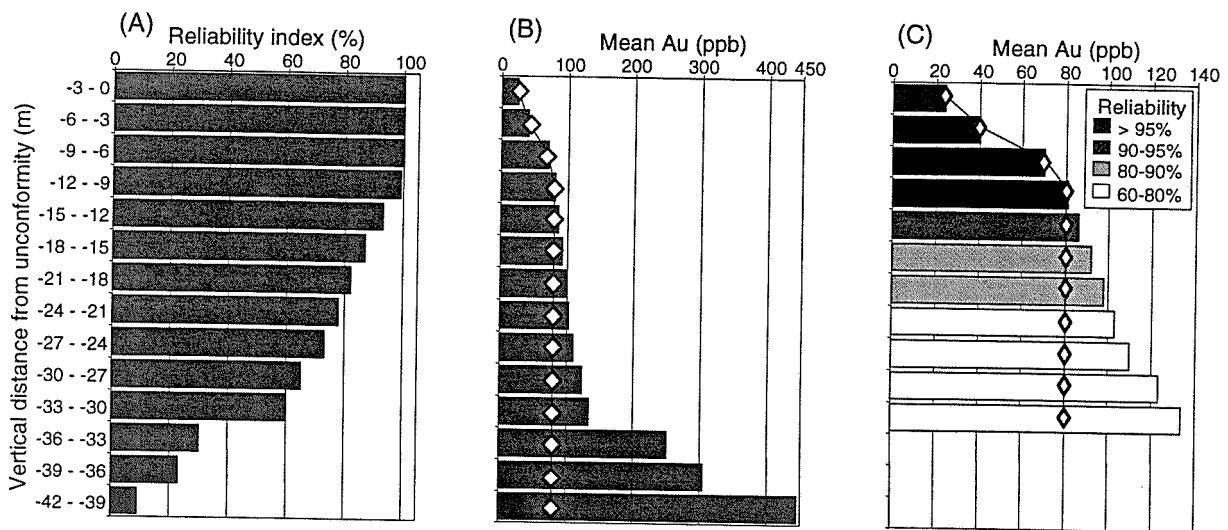 (A)
Reliability index (%)
0 20 40 60 80 100
Vertical distance from unconformity (m)
-3 - 0
-6 - -3
-9 - -6
-12 - -9
-15 - -12
-18 - -15
-21 - -18
-24 - -21
-27 - -24
-30 - -27
-33 - -30
-36 - -33
-39 - -36
-42 - -39
(B)
Mean Au (ppb)
0 100 200 300 400 450
(C)
Mean Au (ppb)
0 20 40 60 80 100 120 140
Reliability
> 95%
90-95%
80-90%
60-80%